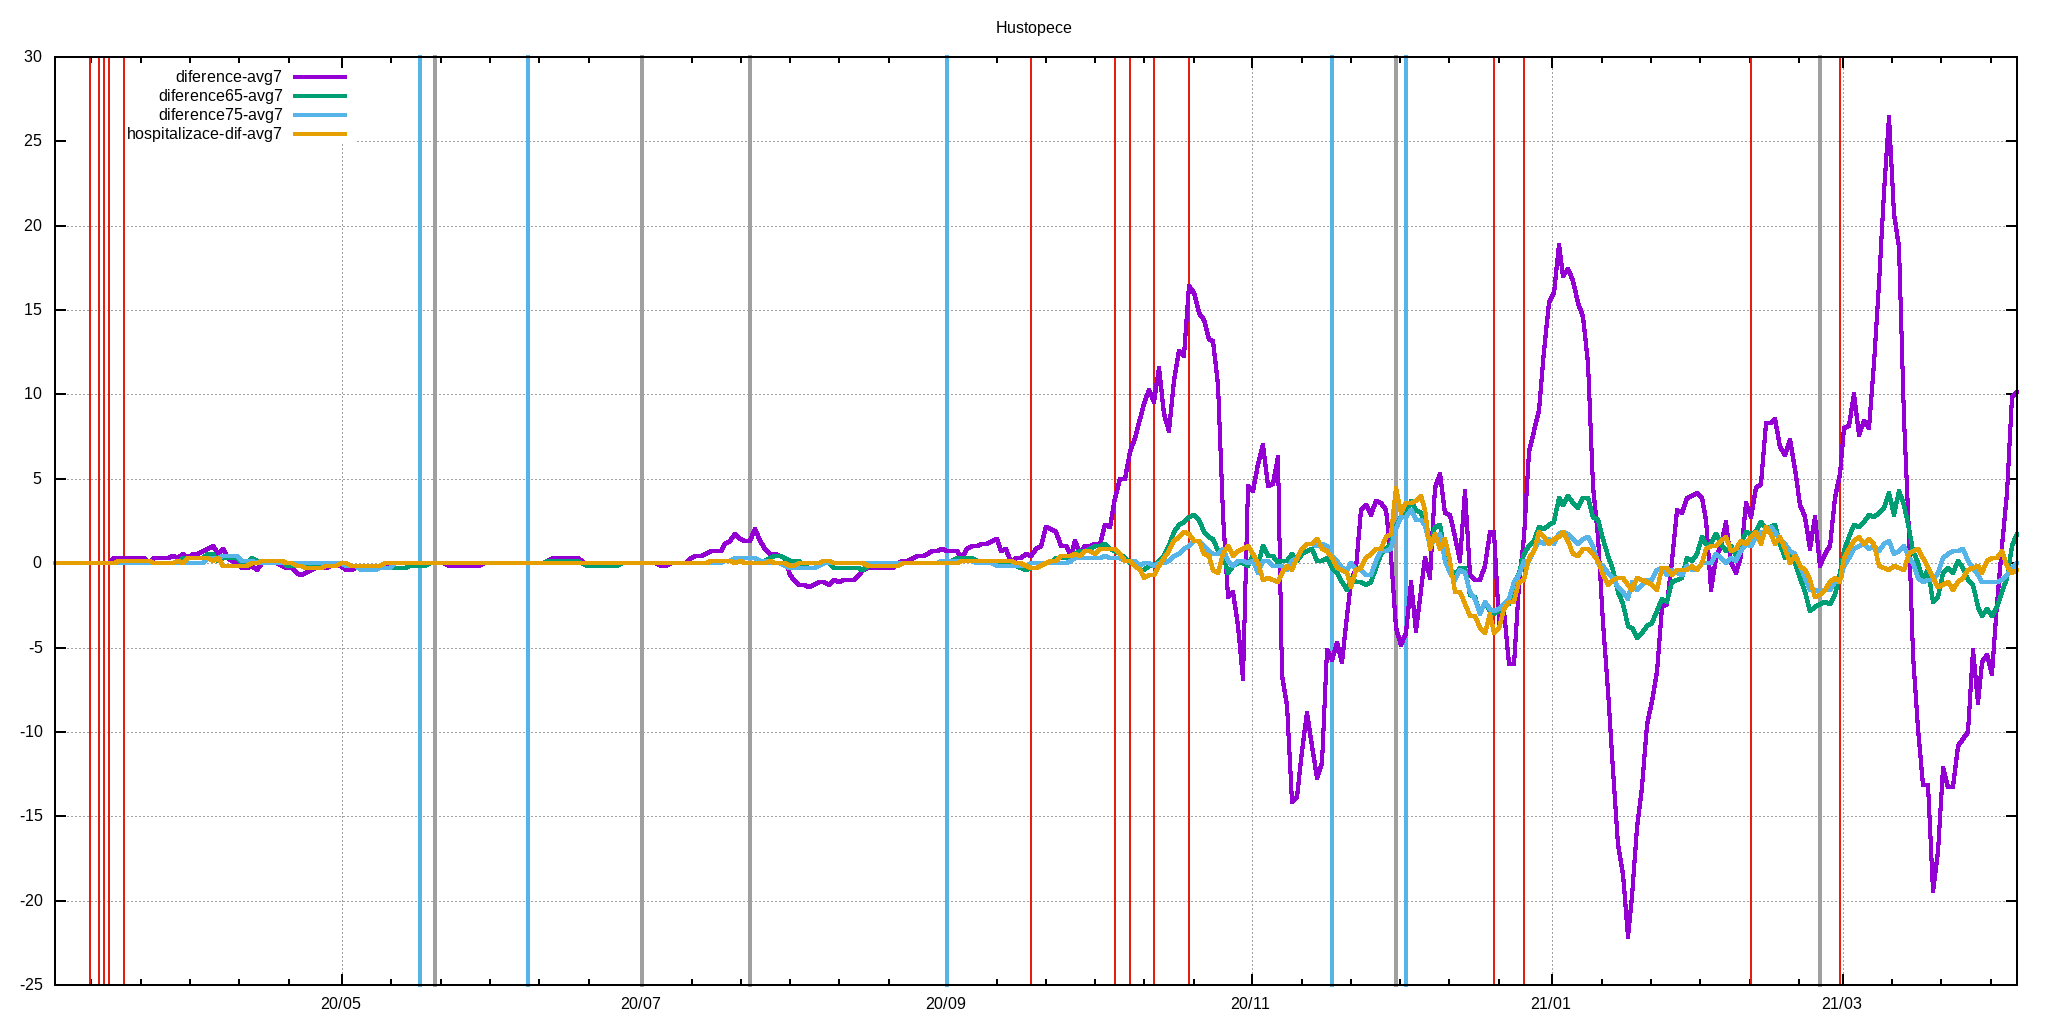 Hustopece
30
25
20
15
10
5
0
-5
-10
-15
-20
-25
diference-avg7
diference65-avg7
diference75-avg7
hospitalizace-dif-avg7
20/05 20/07 20/09 20/11 21/01 21/03